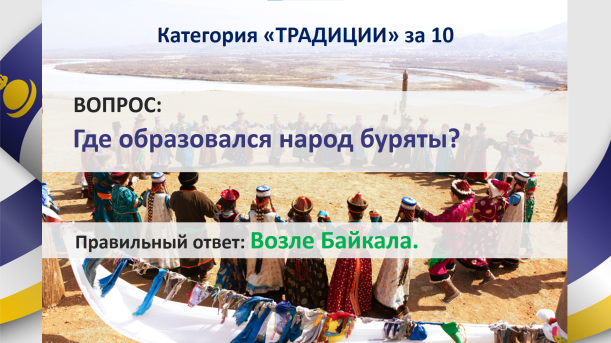 Категория «ТРАДИЦИИ» за 10
ВОПРОС:
Где образовался народ буряты?
Правильный ответ: Возле Байкала.